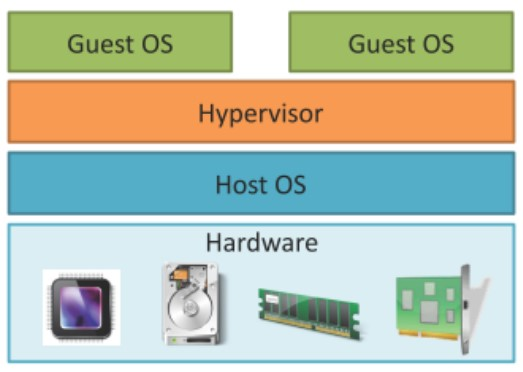 Guest OS
Guest OS
Hypervisor
Host OS
Hardware